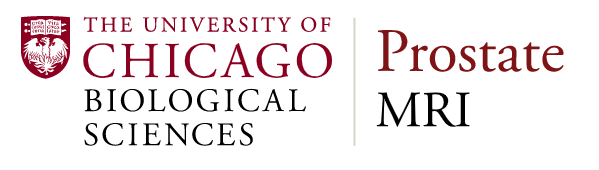 THE UNIVERSITY OF
CHICAGO
BIOLOGICAL
SCIENCES
Prostate
MRI